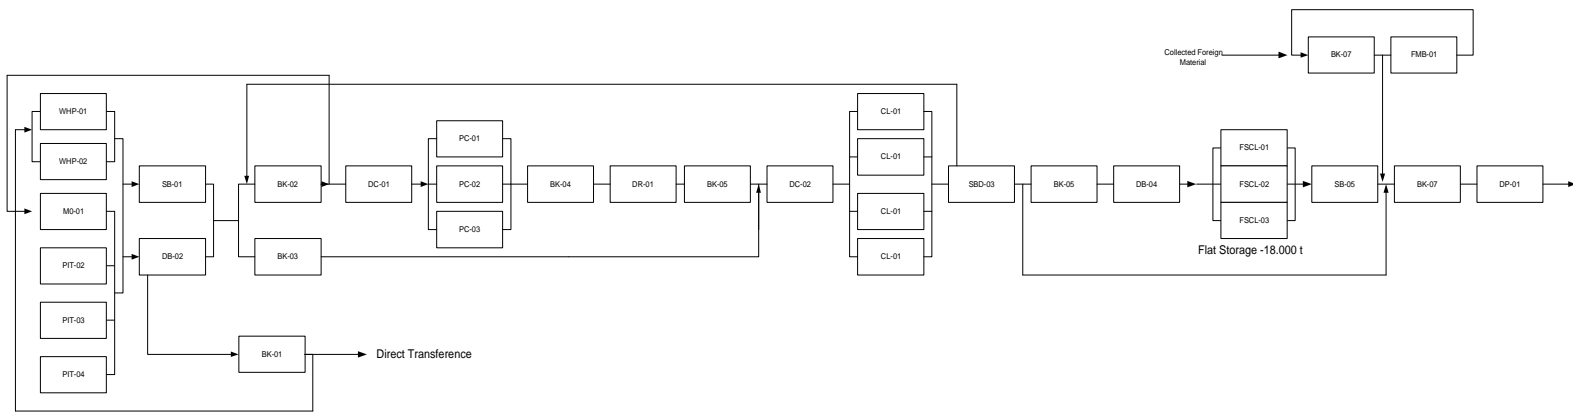 Collected Foreign
Material
BK-07
FMB-01
WHP-01
WHP-02
M0-01
PIT-02
PIT-03
PIT-04
SB-01
DB-02
BK-01
Direct Transference
BK-02
BK-03
DC-01
PC-01
PC-02
PC-03
BK-04
DR-01
BK-05
DC-02
CL-01
CL-01
CL-01
CL-01
SBD-03
BK-05
DB-04
FSCL-01
FSCL-02
FSCL-03
Flat Storage -18.000 t
SB-05
BK-07
DP-01